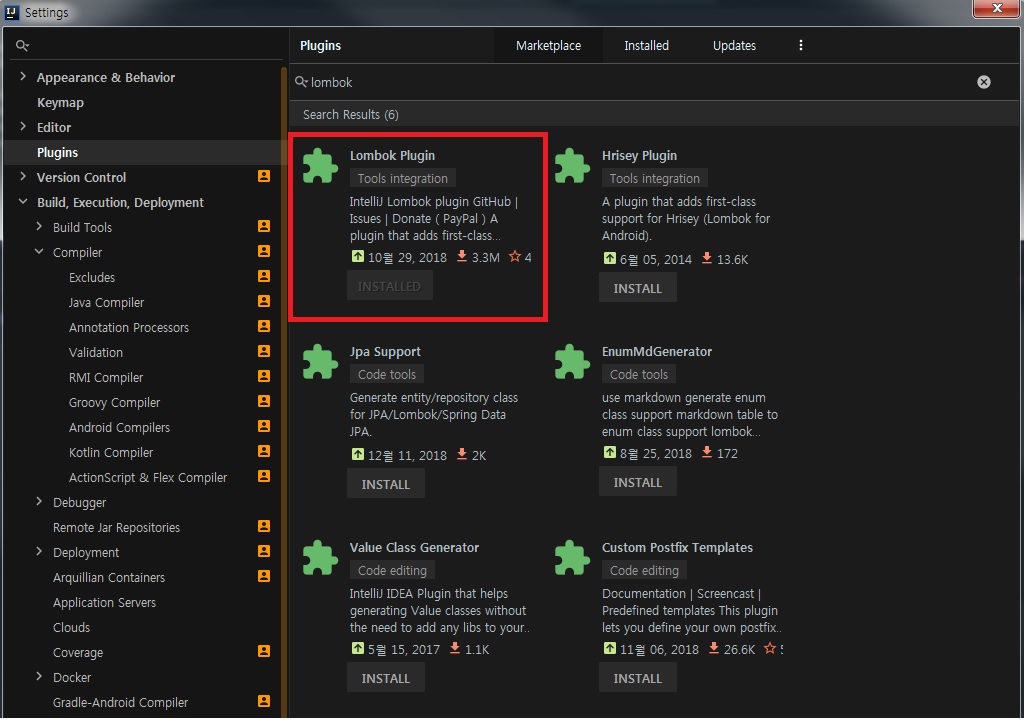 IJ Settings
Appearance & Behavior
Keymap
Editor
Plugins
Version Control
Build, Execution, Deployment
Build Tools
Compiler
Excludes
Java Compiler
Annotation Processors
Validation
RMI Compiler
Groovy Compiler
Android Compilers
Kotlin Compiler
ActionScript & Flex Compiler
Debugger
Remote Jar Repositories
Deployment
Arquillian Containers
Application Servers
Clouds
Coverage
Docker
Gradle-Android Compiler
Plugins Marketplace Installed Updates
lombok
Search Results (6)
Lombok Plugin
Tools integration
IntelliJ Lombok plugin GitHub |
Issues | Donate ( PayPal ) A
plugin that adds first-class...
10월 29, 2018 3.3M 4
INSTALLED
Hrisey Plugin
Tools integration
A plugin that adds first-class
support for Hrisey (Lombok for
Android).
6월 05, 2014 13.6K
INSTALL
Jpa Support
Code tools
Generate entity/repository class
for JPA/Lombok/Spring Data
JPA.
12월 11, 2018 2K
INSTALL
EnumMdGenerator
Code tools
use markdown generate enum
class support markdown table to
enum class support lombok...
8월 25, 2018 172
INSTALL
Value Class Generator
Code editing
IntelliJ IDEA Plugin that helps
generating Value classes without
the need to add any libs to your..
5월 15, 2017 1.1K
INSTALL
Custom Postfix Templates
Code editing
Documentation | Screencast |
Predefined templates This plugin
lets you define your own postfix..
11월 06, 2018 26.6K
INSTALL